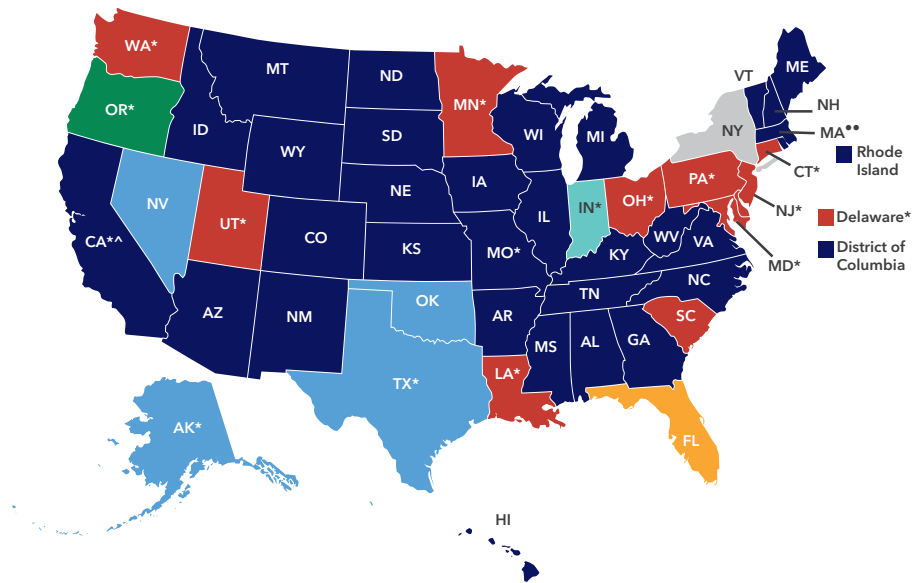 WA*
OR*
MT
ND
MN*
ID
WY
SD
WI
MI
VT
ME
NH
NY
MA••
Rhode
Island
CT*
NV
UT*
NE
IA
IL
IN*
OH*
PA*
NJ*
Delaware*
District of
Columbia
MD*
CA*^
CO
KS
MO*
KY
WV
VA
AZ
NM
OK
AR
TN
NC
SC
MS
AL
GA
TX*
LA*
AK*
FL
HI